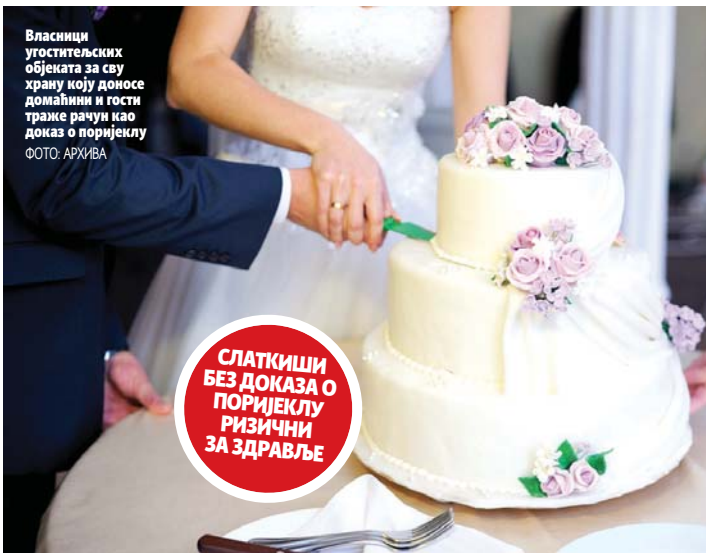 Власници
угоститељских
објеката за сву
храну коју доносе
домаћини и гости
траже рачун као
доказ о поријеклу
ФОТО: АРХИВА
СЛАТКИШИ
БЕЗ ДОКАЗА О
ПОРИЈЕКЛУ
РИЗИЧНИ
ЗА ЗДРАВЉЕ